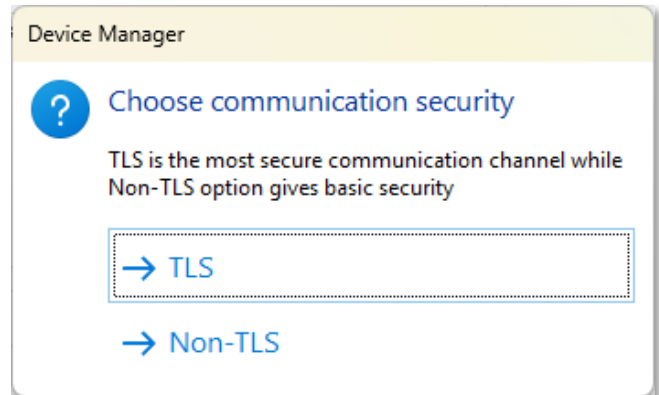 Device Manager
?
Choose communication security
TLS is the most secure communication channel while
Non-TLS option gives basic security
→ TLS
→ Non-TLS